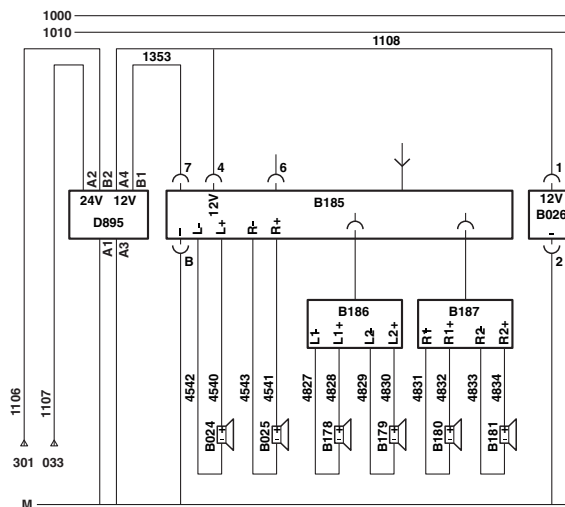 1000
1010
1108
1353
A2
B2
A4
B1
7
4
6
1
24V
12V
D895
12V
B185
12V
B026
-
-
L-
L+
R-
R+
A1
A3
B
2
B186
B187
L1-
L1+
L2-
L2+
R1-
R1+
R2-
R2+
4542
4540
4543
4541
4827
4828
4829
4830
4831
4832
4833
4834
1106
1107
B024
B025
B178
B179
B180
B181
301
033
M